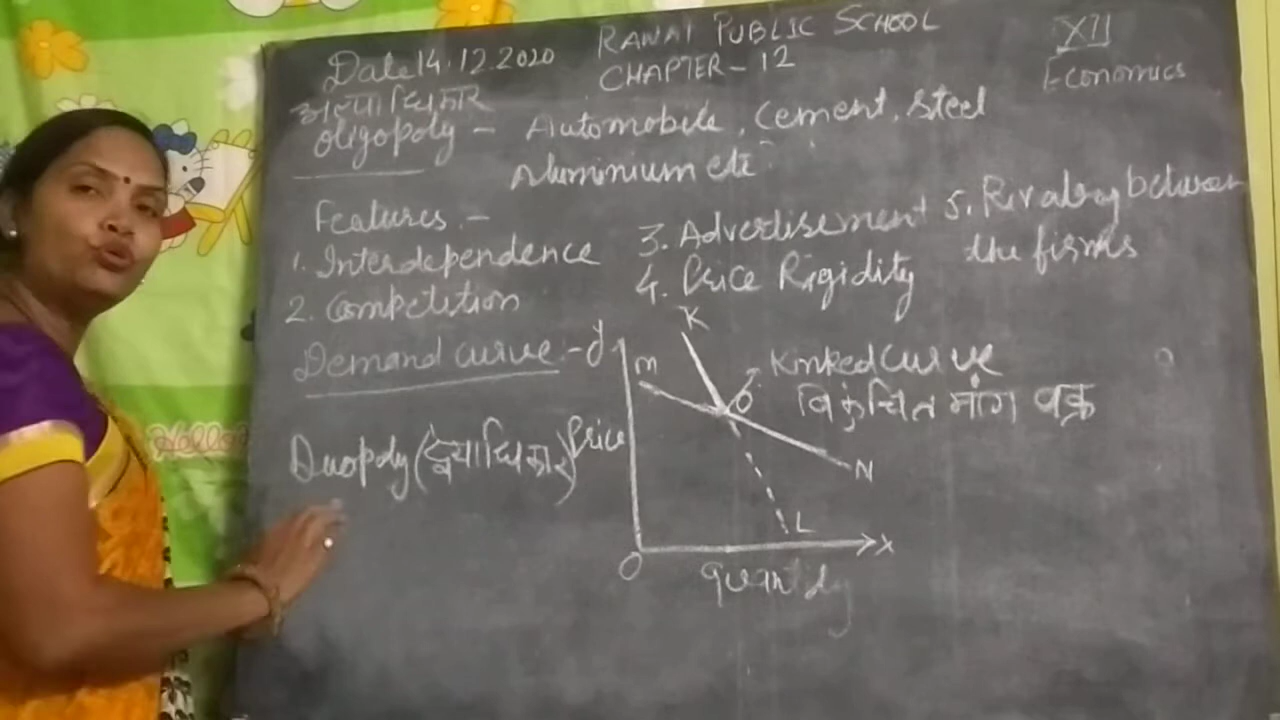 Date 14.12.2020
RAWAI PUBLIC SCHOOL
XII
CHAPTER-12
Economics
अल्पाधिकार
oligopoly - Automobile, cement, steel
Aluminium etc
Features -
1. Interdependence
2. Competition
3. Advertisement
4. Price Rigidity
5. Rivalry between
the firms
Demand curve -
Duopoly (द्वयाधिकार)
y
K
M
Kinked curve
विकुंचित मांग वक्र
Price
N
L
O
x
Quantity
Hello